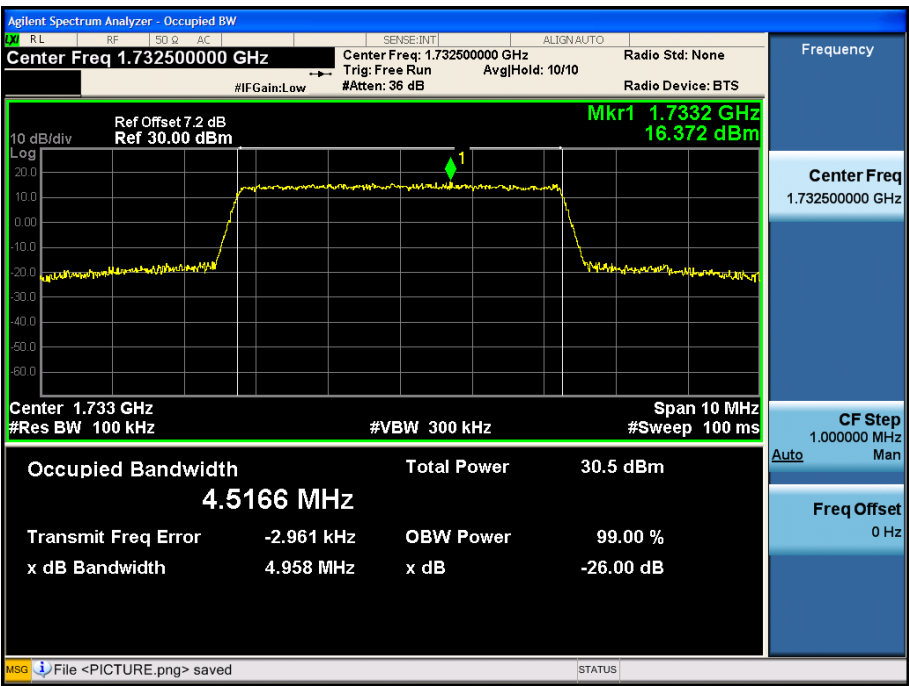 Agilent Spectrum Analyzer - Occupied BW
LXI RL RF 50 Ω AC SENSE:INT ALIGN AUTO
Center Freq 1.732500000 GHz
Center Freq: 1.732500000 GHz Radio Std: None
Trig: Free Run Avg|Hold: 10/10
#IFGain:Low #Atten: 36 dB Radio Device: BTS
Mkr1 1.7332 GHz
16.372 dBm
Ref Offset 7.2 dB
10 dB/div Ref 30.00 dBm
Log
1
20.0
10.0
0.00
-10.0
-20.0
-30.0
-40.0
-50.0
-60.0
Center 1.733 GHz Span 10 MHz
#Res BW 100 kHz #VBW 300 kHz #Sweep 100 ms
Occupied Bandwidth Total Power 30.5 dBm
4.5166 MHz
Transmit Freq Error -2.961 kHz OBW Power 99.00 %
x dB Bandwidth 4.958 MHz x dB -26.00 dB
Frequency
Center Freq
1.732500000 GHz
CF Step
1.000000 MHz
Auto Man
Freq Offset
0 Hz
MSG File <PICTURE.png> saved STATUS